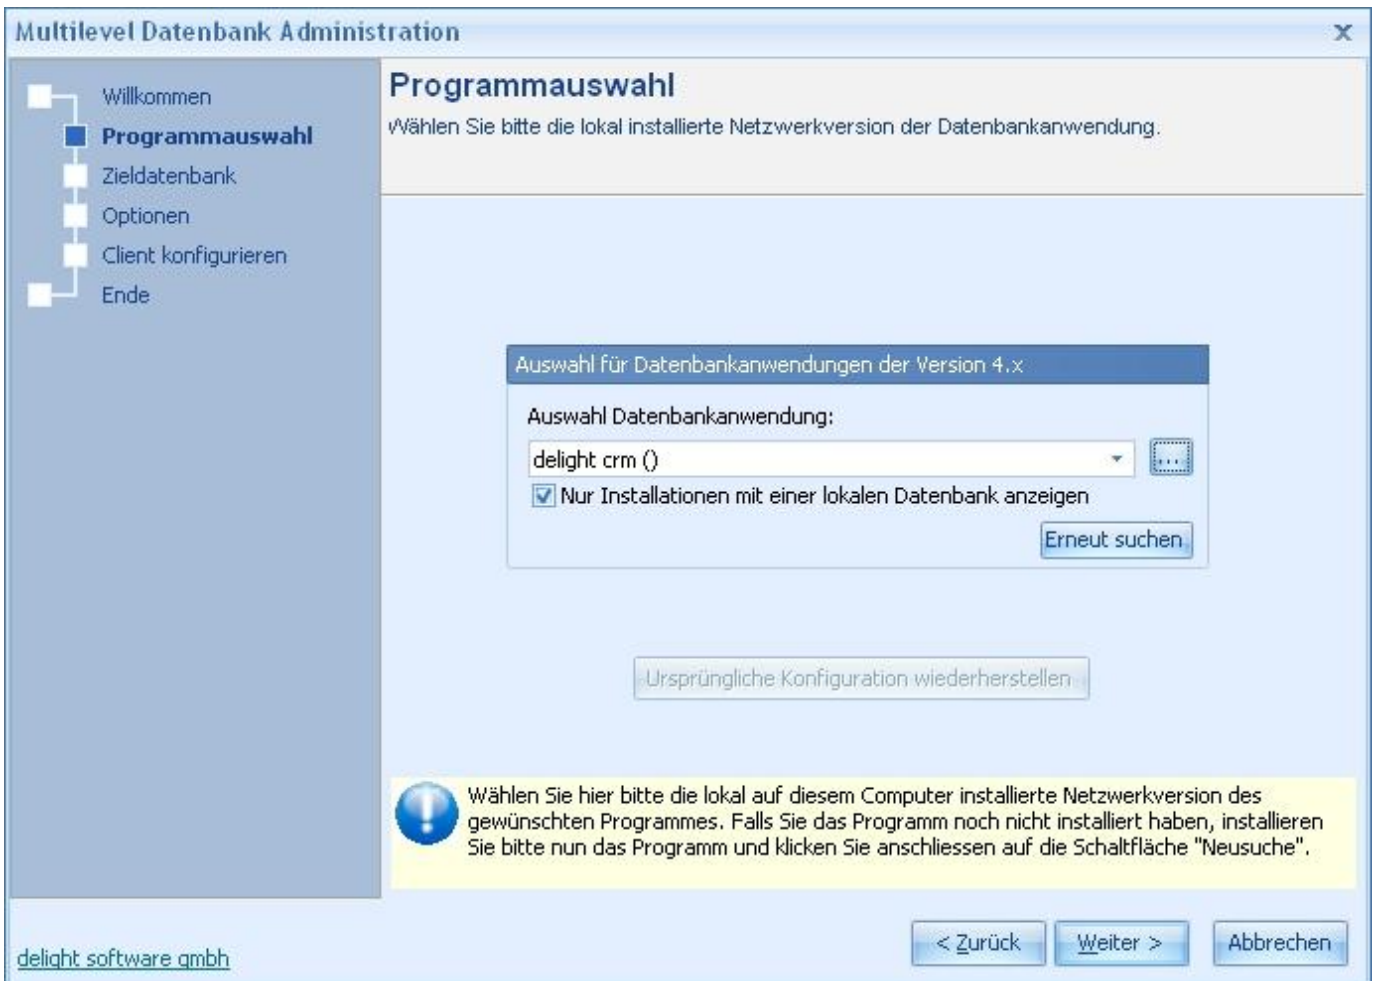 Multilevel Datenbank Administration
x
Willkommen
Programmauswahl
Zieldatenbank
Optionen
Client konfigurieren
Ende
Programmauswahl
Wählen Sie bitte die lokal installierte Netzwerkversion der Datenbankanwendung.
Auswahl für Datenbankanwendungen der Version 4.x
Auswahl Datenbankanwendung:
delight crm ()
...
Nur Installationen mit einer lokalen Datenbank anzeigen
Erneut suchen
Ursprüngliche Konfiguration wiederherstellen
Wählen Sie hier bitte die lokal auf diesem Computer installierte Netzwerkversion des
gewünschten Programmes. Falls Sie das Programm noch nicht installiert haben, installieren
Sie bitte nun das Programm und klicken Sie anschliessen auf die Schaltfläche "Neusuche".
delight software gmbh
< Zurück
Weiter >
Abbrechen